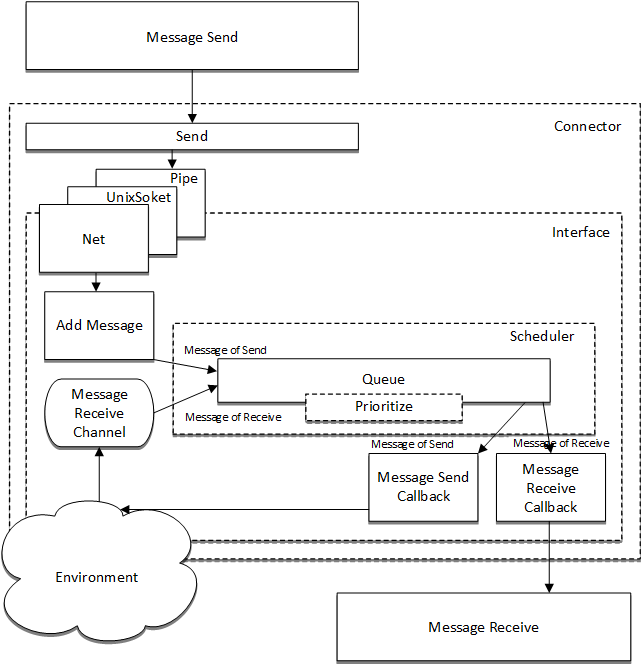 Message Send
Connector
Send
Pipe
UnixSoket
Net
Interface
Add Message
Scheduler
Message of Send
Queue
Message
Receive
Channel
Prioritize
Message of Receive
Message of Send
Message of Receive
Message Send
Callback
Message
Receive
Callback
Environment
Message Receive